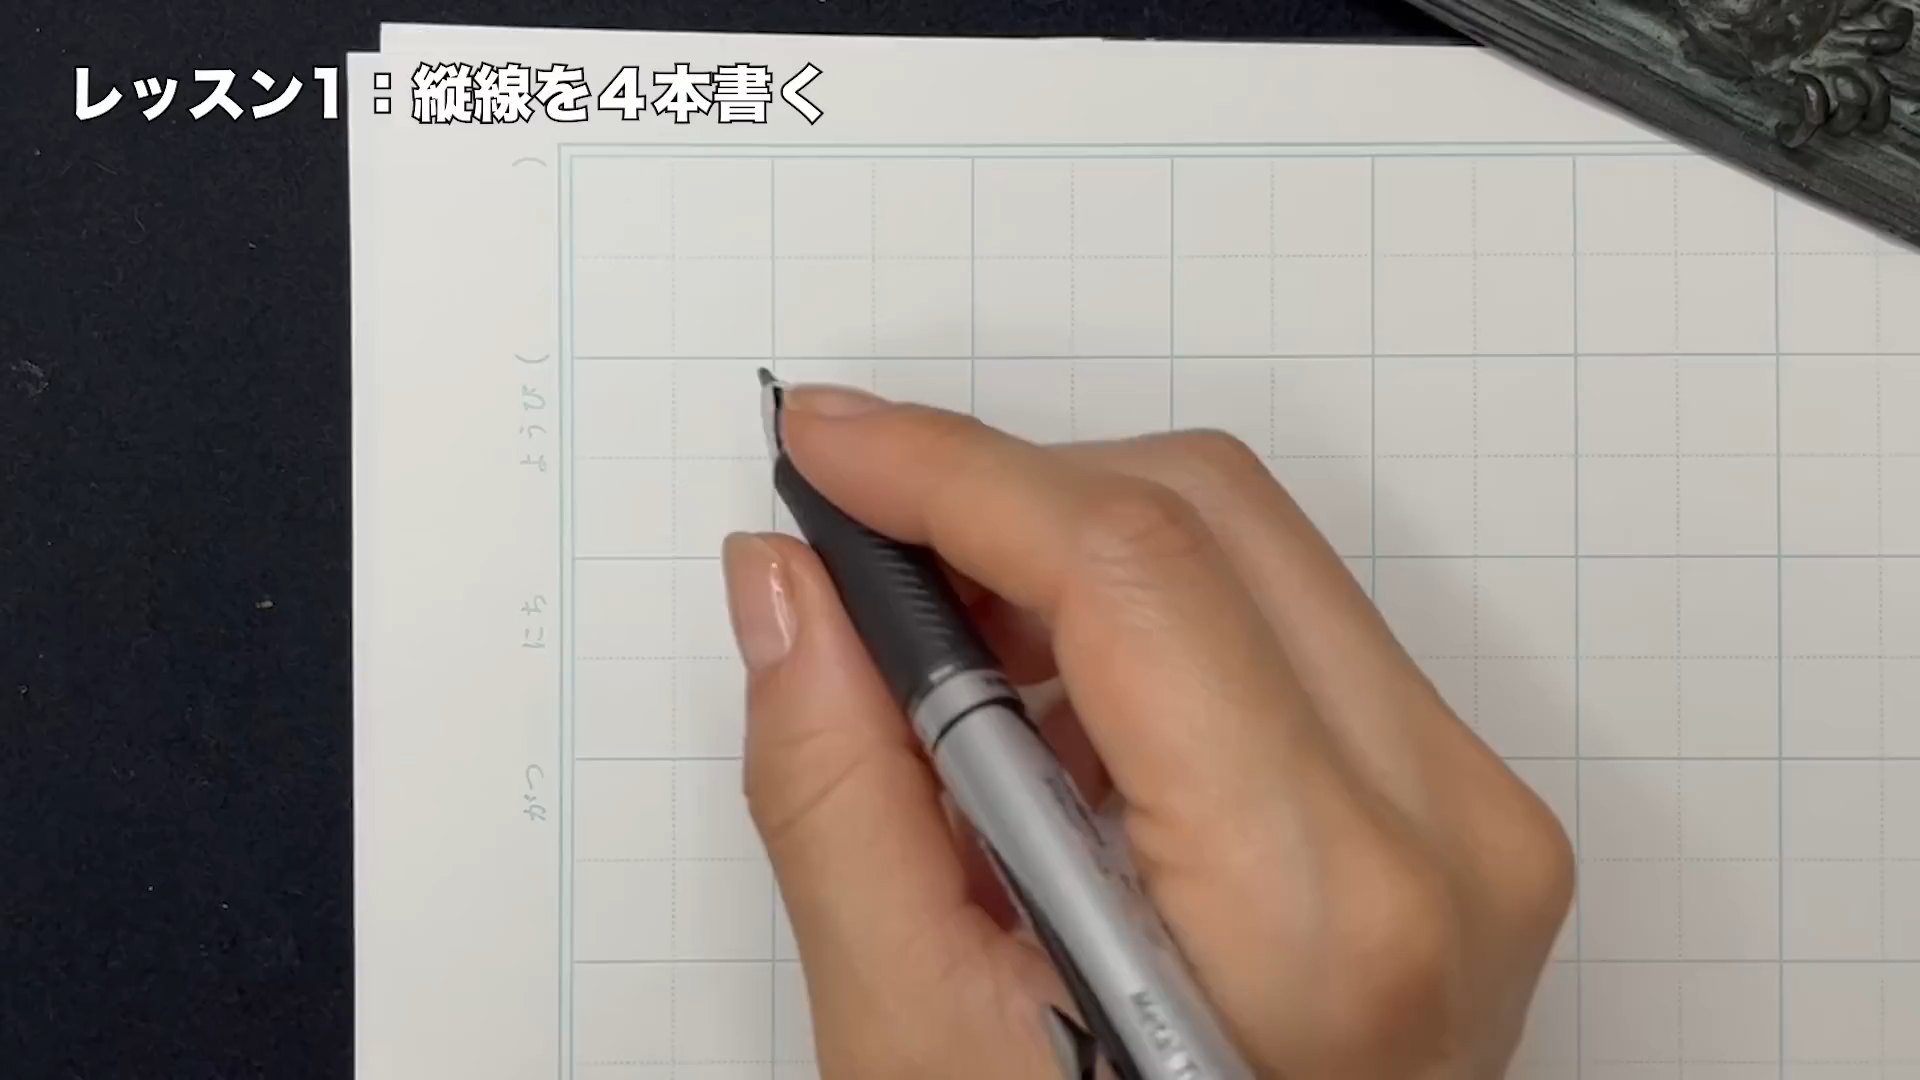 レッスン1：縦線を４本書く
がつ　にち　ようび（　）